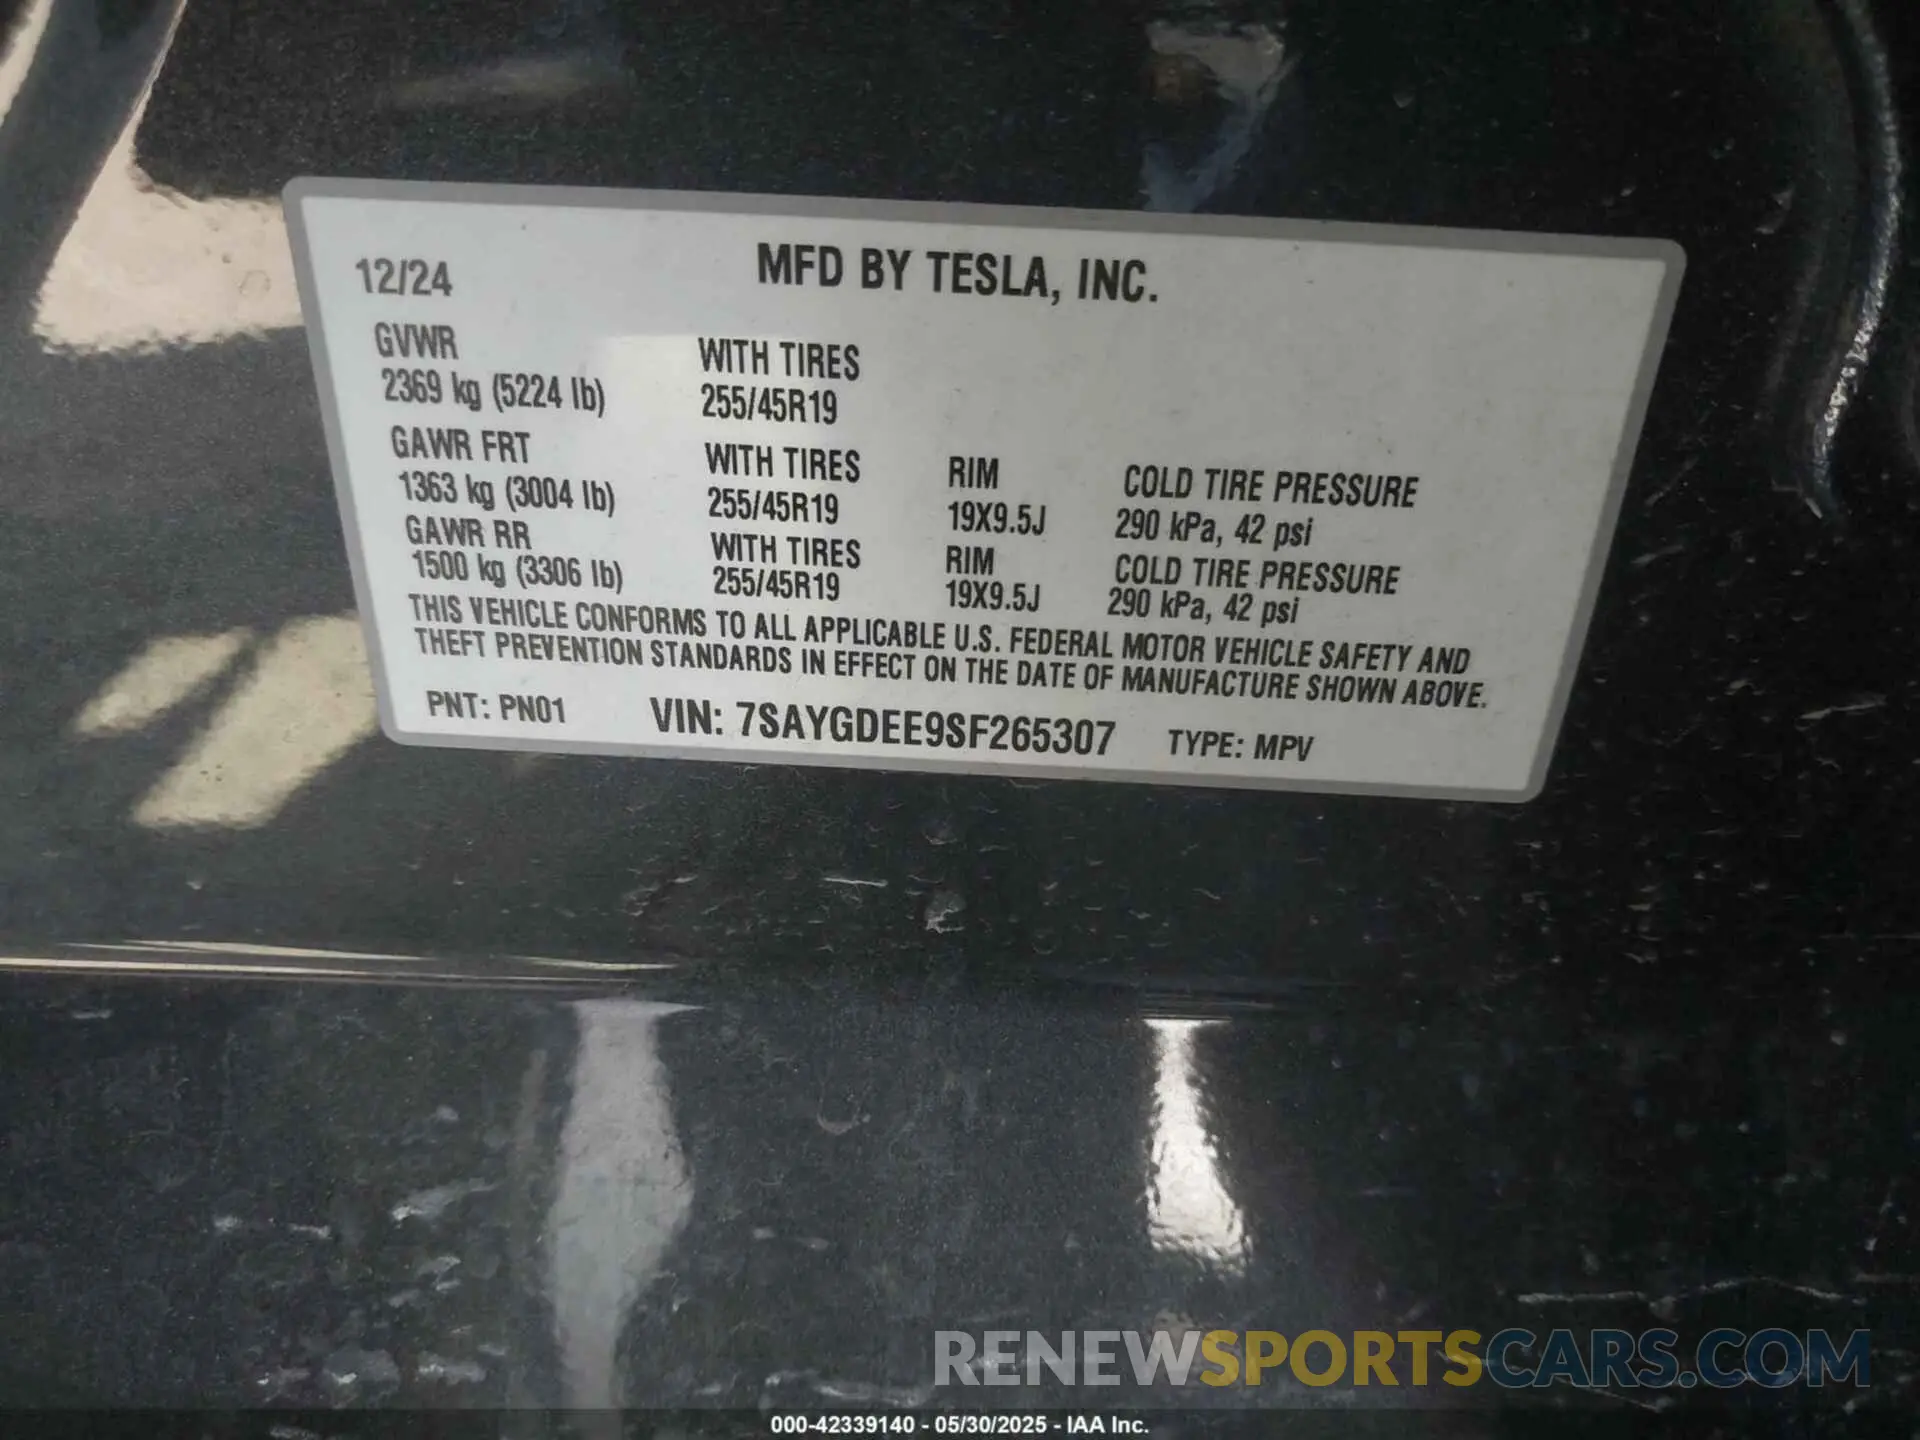 12/24 MFD BY TESLA, INC.
GVWR WITH TIRES
2369 kg (5224 lb) 255/45R19
GAWR FRT WITH TIRES RIM COLD TIRE PRESSURE
1363 kg (3004 lb) 255/45R19 19X9.5J 290 kPa, 42 psi
GAWR RR WITH TIRES RIM COLD TIRE PRESSURE
1500 kg (3306 lb) 255/45R19 19X9.5J 290 kPa, 42 psi
THIS VEHICLE CONFORMS TO ALL APPLICABLE U.S. FEDERAL MOTOR VEHICLE SAFETY AND
THEFT PREVENTION STANDARDS IN EFFECT ON THE DATE OF MANUFACTURE SHOWN ABOVE.
PNT: PN01 VIN: 7SAYGDEE9SF265307 TYPE: MPV
RENEWSPORTSCARS.COM
000-42339140 - 05/30/2025 - IAA Inc.